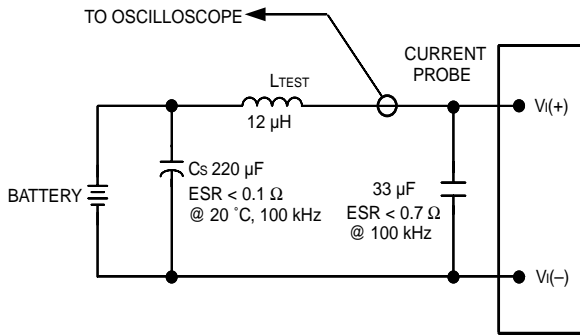 TO OSCILLOSCOPE
CURRENT
PROBE
LTEST
12 µH
VI(+)
CS 220 µF
ESR < 0.1 Ω
@ 20 ˚C, 100 kHz
BATTERY
33 µF
ESR < 0.7 Ω
@ 100 kHz
VI(–)